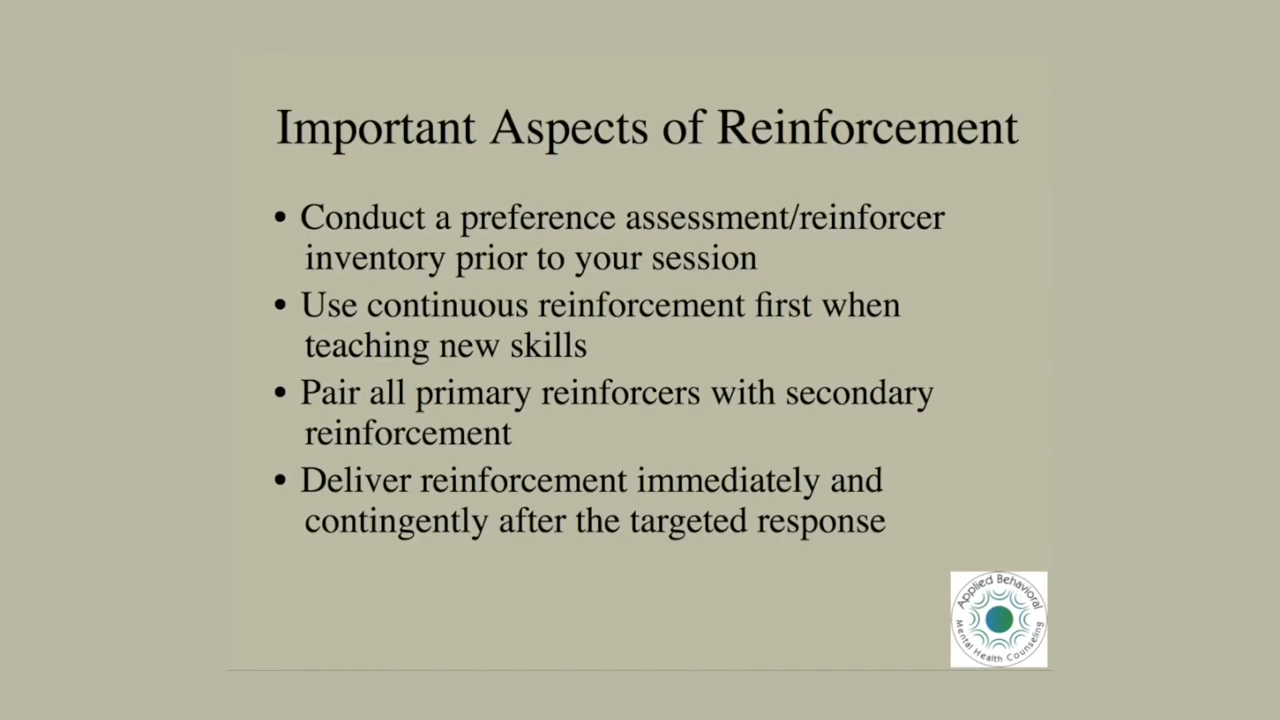 Important Aspects of Reinforcement
• Conduct a preference assessment/reinforcer
inventory prior to your session
• Use continuous reinforcement first when
teaching new skills
• Pair all primary reinforcers with secondary
reinforcement
• Deliver reinforcement immediately and
contingently after the targeted response
Applied Behavioral
Mental Health Counseling